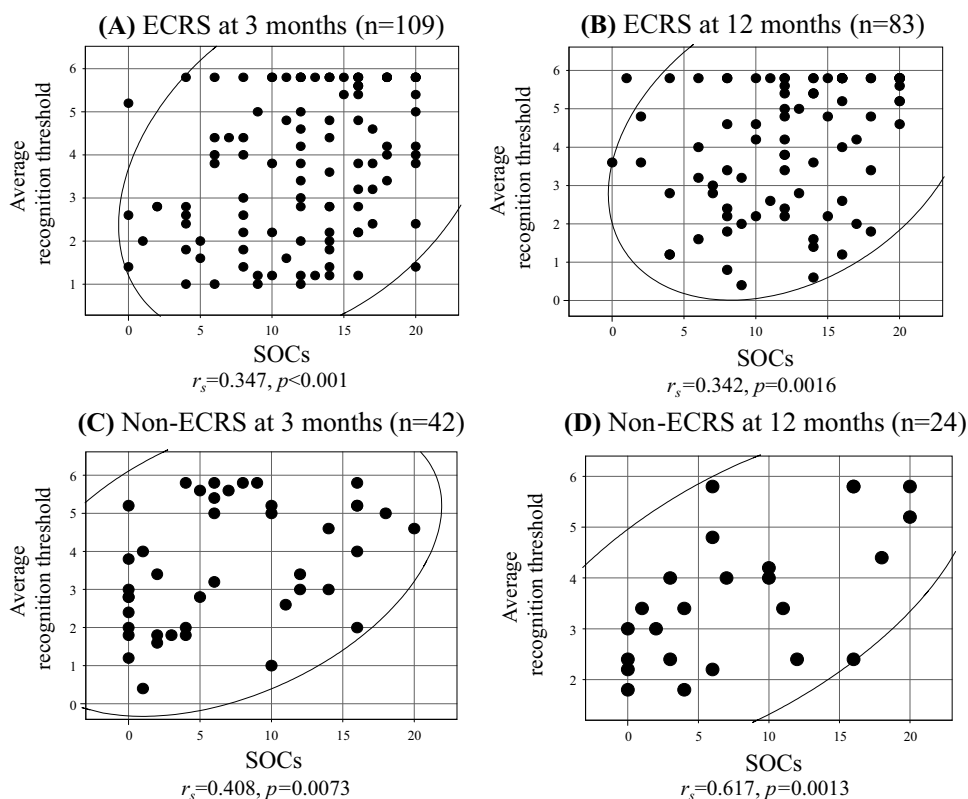 (A) ECRS at 3 months (n=109)
Average
recognition threshold
6
5
4
3
2
1
0 5 10 15 20
SOCs
rs=0.347, p<0.001
(B) ECRS at 12 months (n=83)
Average
recognition threshold
6
5
4
3
2
1
0
0 5 10 15 20
SOCs
rs=0.342, p=0.0016
(C) Non-ECRS at 3 months (n=42)
Average
recognition threshold
6
5
4
3
2
1
0
0 5 10 15 20
SOCs
rs=0.408, p=0.0073
(D) Non-ECRS at 12 months (n=24)
Average
recognition threshold
6
5
4
3
2
0 5 10 15 20
SOCs
rs=0.617, p=0.0013